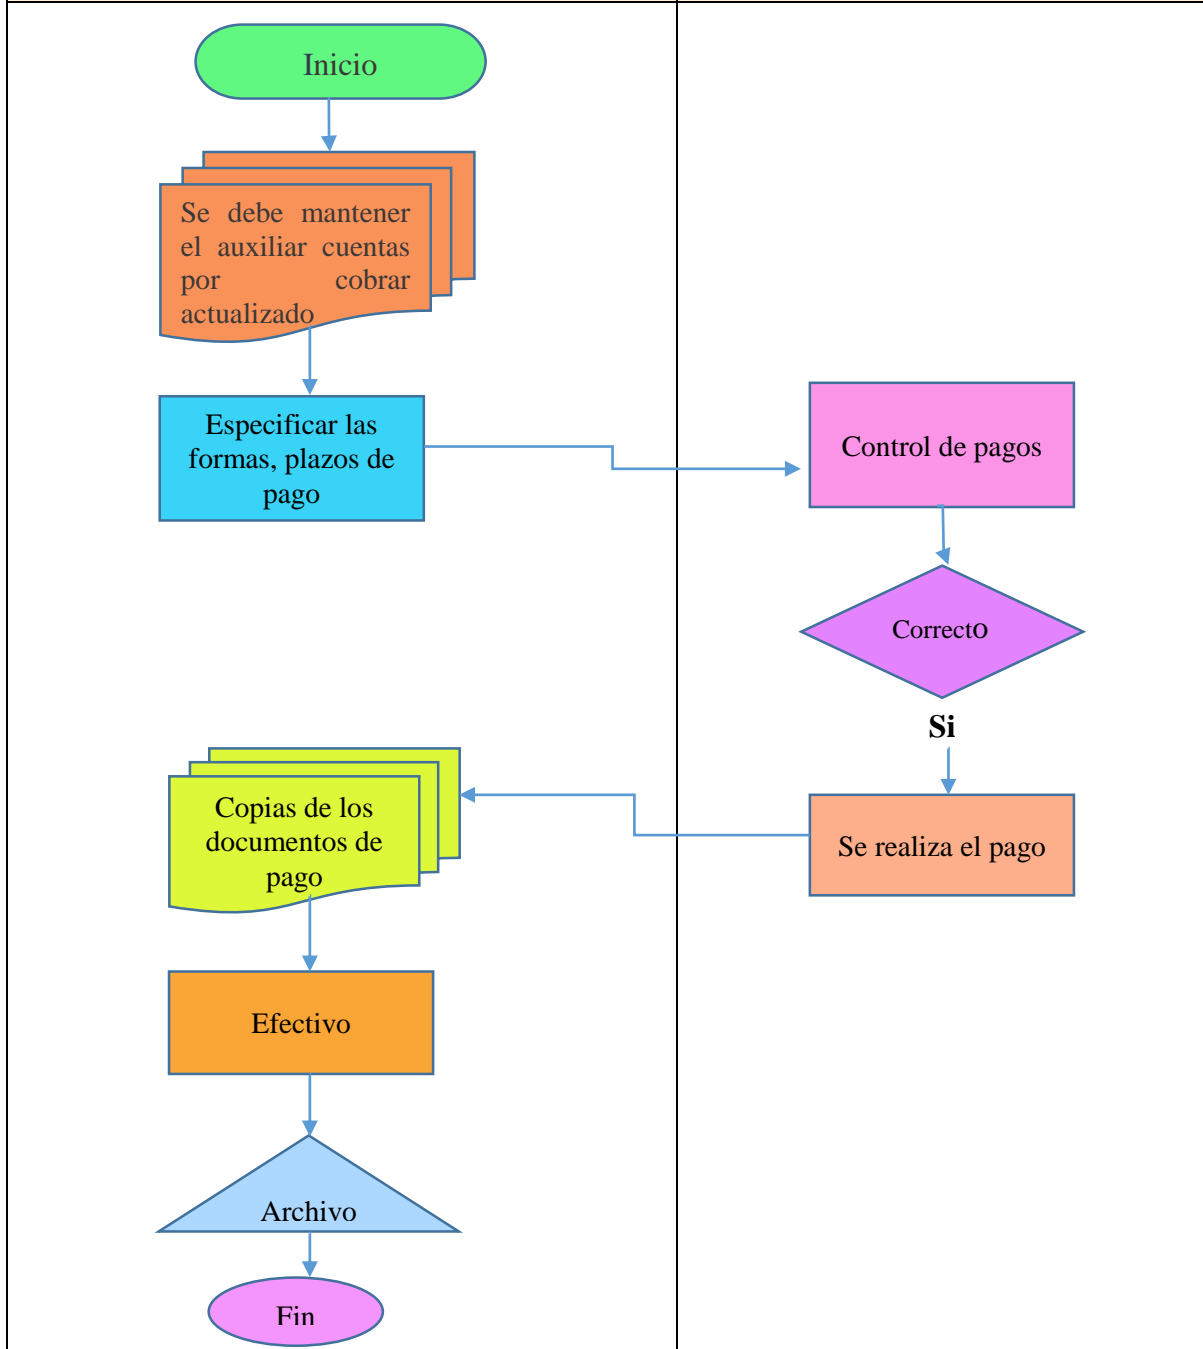 Inicio
Se debe mantener
el auxiliar cuentas
por cobrar
actualizado
Especificar las
formas, plazos de
pago
Control de pagos
Correcto
Si
Se realiza el pago
Copias de los
documentos de
pago
Efectivo
Archivo
Fin